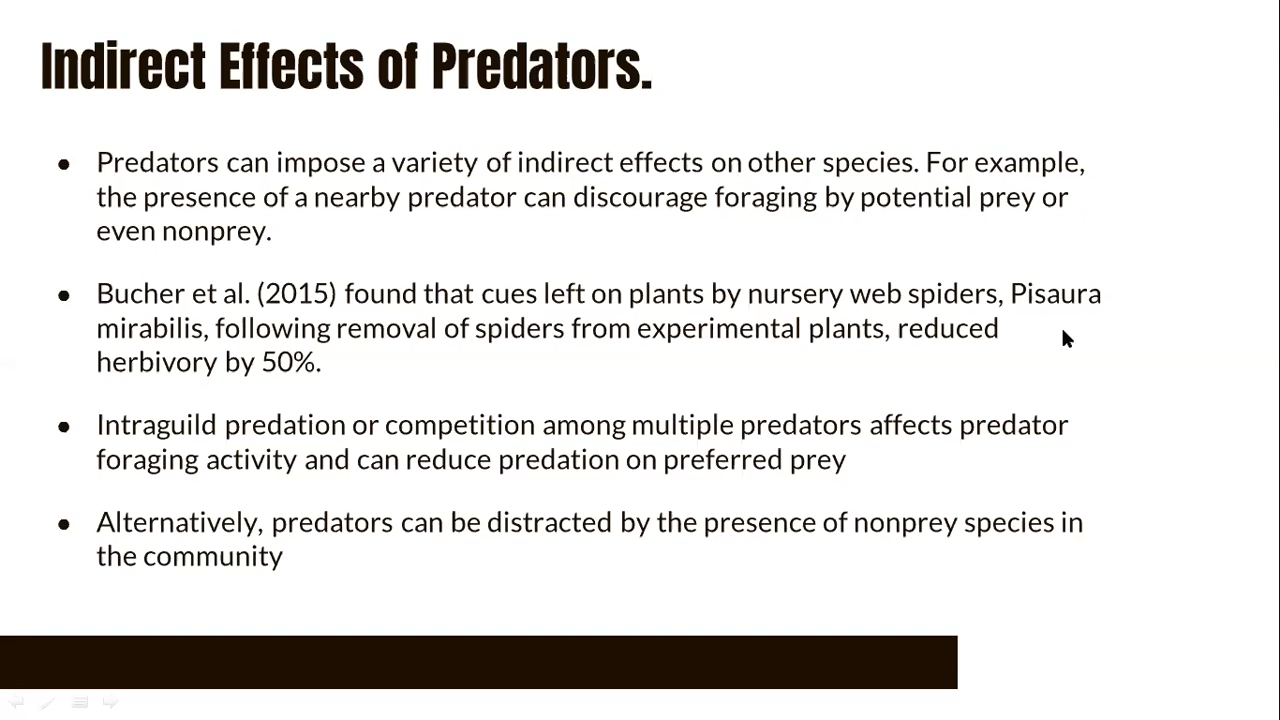 Indirect Effects of Predators.
• Predators can impose a variety of indirect effects on other species. For example,
the presence of a nearby predator can discourage foraging by potential prey or
even nonprey.
• Bucher et al. (2015) found that cues left on plants by nursery web spiders, Pisaura
mirabilis, following removal of spiders from experimental plants, reduced
herbivory by 50%.
• Intraguild predation or competition among multiple predators affects predator
foraging activity and can reduce predation on preferred prey
• Alternatively, predators can be distracted by the presence of nonprey species in
the community